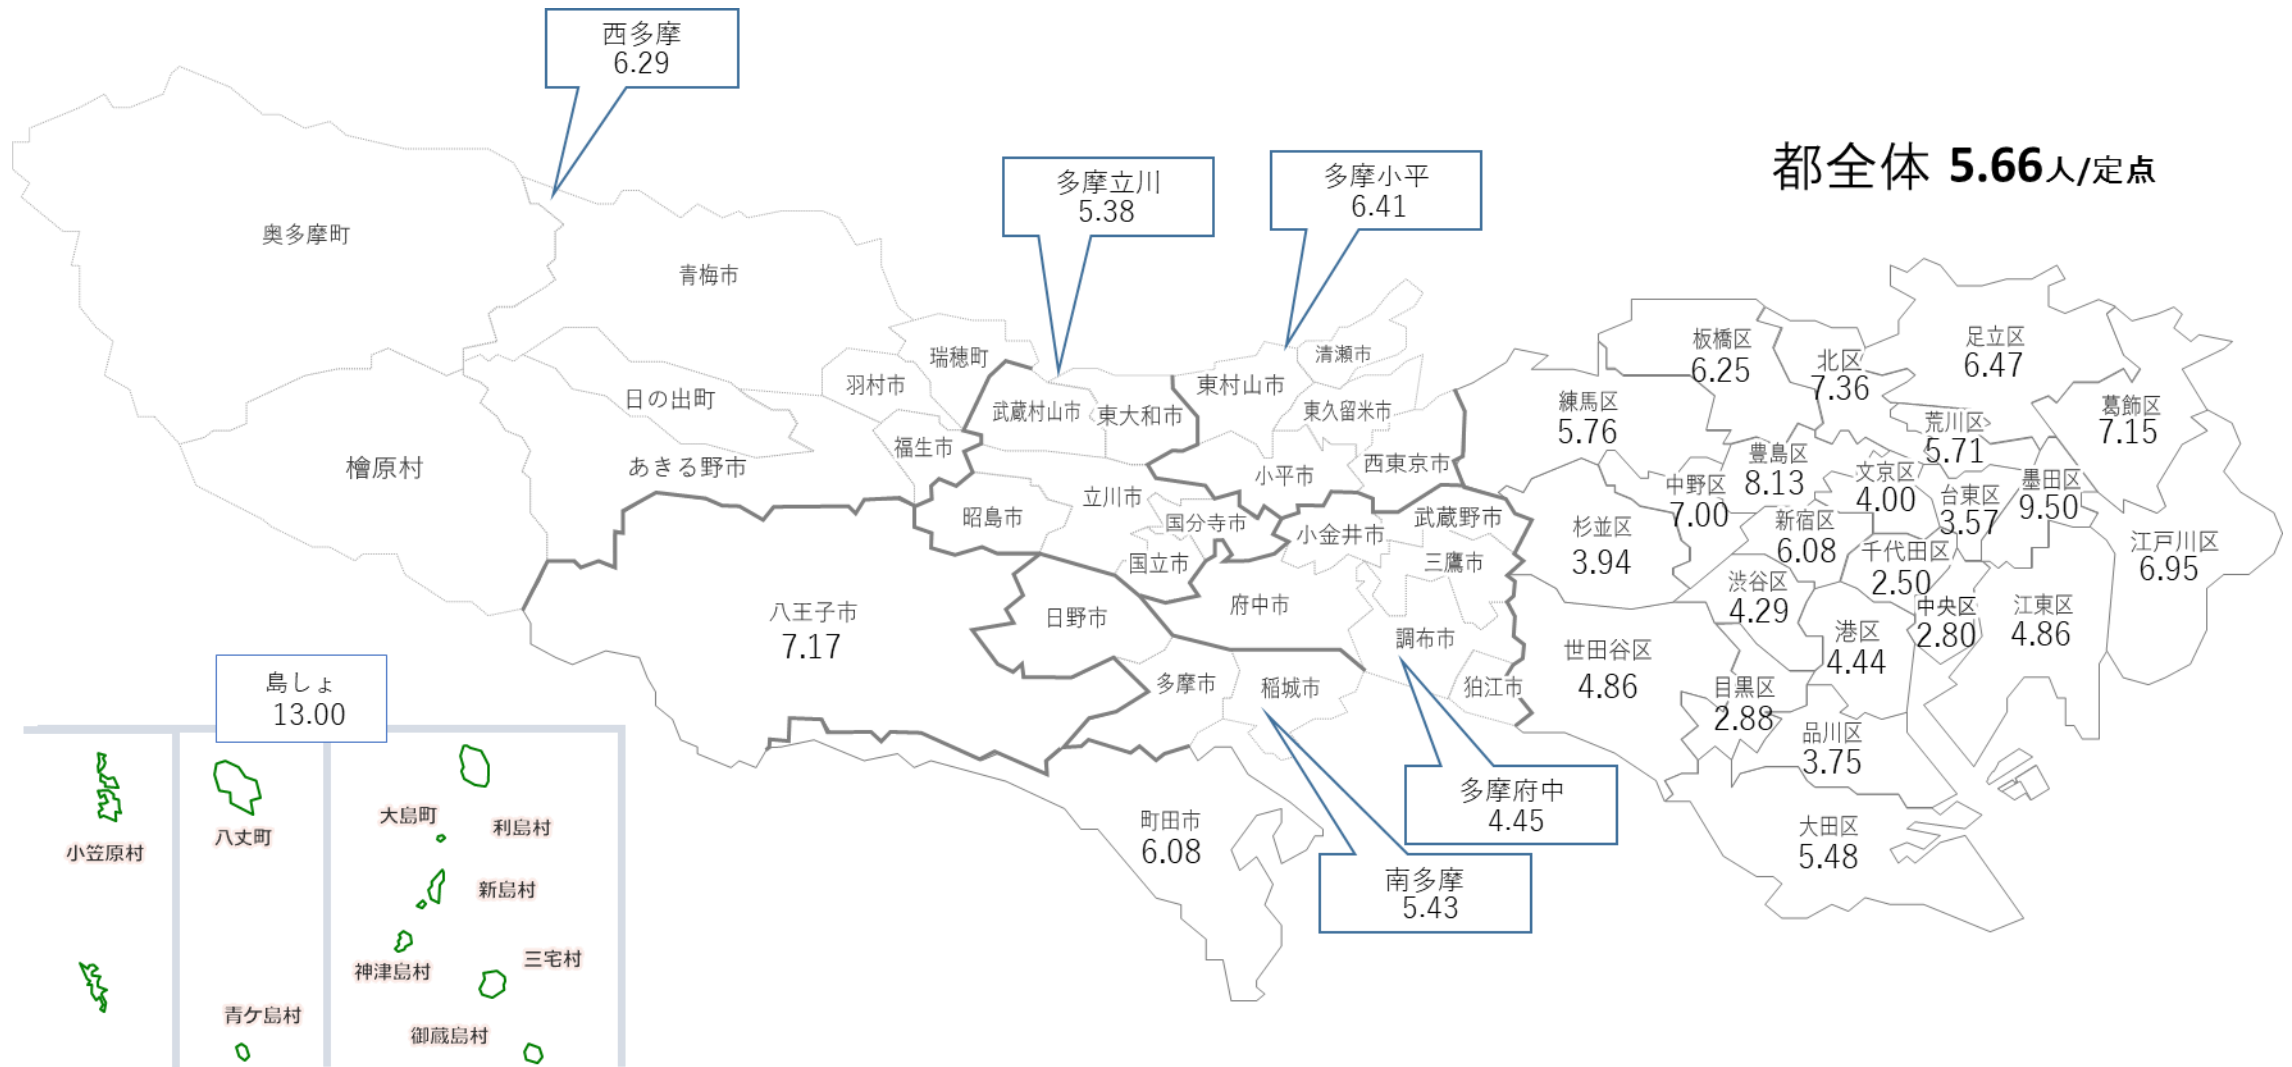 西多摩
6.29
多摩立川
5.38
多摩小平
6.41
都全体 5.66人/定点
奥多摩町
青梅市
瑞穂町
羽村市
日の出町
福生市
あきる野市
檜原村
武蔵村山市
東大和市
東村山市
清瀬市
東久留米市
小平市
西東京市
立川市
昭島市
国分寺市
国立市
小金井市
武蔵野市
三鷹市
府中市
調布市
狛江市
八王子市
7.17
日野市
多摩市
稲城市
町田市
6.08
多摩府中
4.45
南多摩
5.43
板橋区
6.25
北区
7.36
足立区
6.47
練馬区
5.76
荒川区
5.71
葛飾区
7.15
豊島区
8.13
文京区
4.00
台東区
3.57
墨田区
9.50
中野区
7.00
杉並区
3.94
新宿区
6.08
千代田区
2.50
江戸川区
6.95
渋谷区
4.29
中央区
2.80
江東区
4.86
港区
4.44
世田谷区
4.86
目黒区
2.88
品川区
3.75
大田区
5.48
島しょ
13.00
小笠原村
八丈町
青ケ島村
大島町
利島村
新島村
神津島村
三宅村
御蔵島村